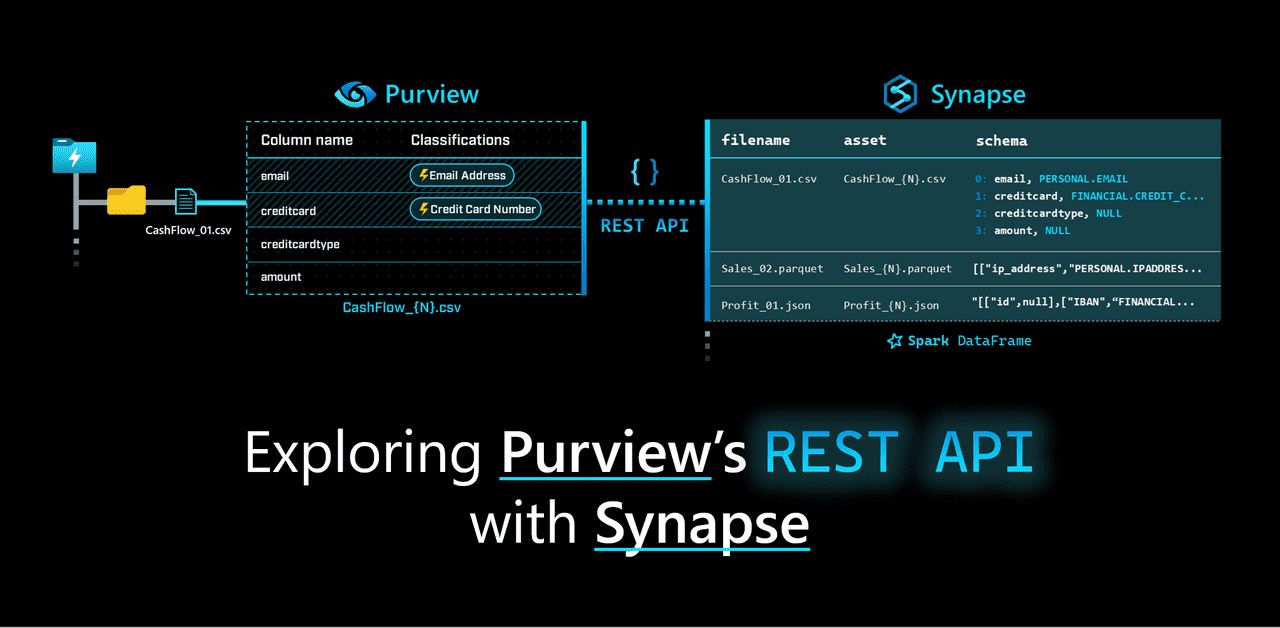 Purview
Synapse
Column name Classifications
email Email Address
creditcard Credit Card Number
creditcardtype
amount
CashFlow_01.csv
CashFlow_{N}.csv
{ }
REST API
filename asset schema
CashFlow_01.csv CashFlow_{N}.csv 0: email, PERSONAL.EMAIL
1: creditcard, FINANCIAL.CREDIT_C...
2: creditcardtype, NULL
3: amount, NULL
Sales_02.parquet Sales_{N}.parquet [["ip_address","PERSONAL.IPADDRES...
Profit_01.json Profit_{N}.json "[["id",null],["IBAN",“FINANCIAL...
Spark DataFrame
Exploring Purview’s REST API
with Synapse